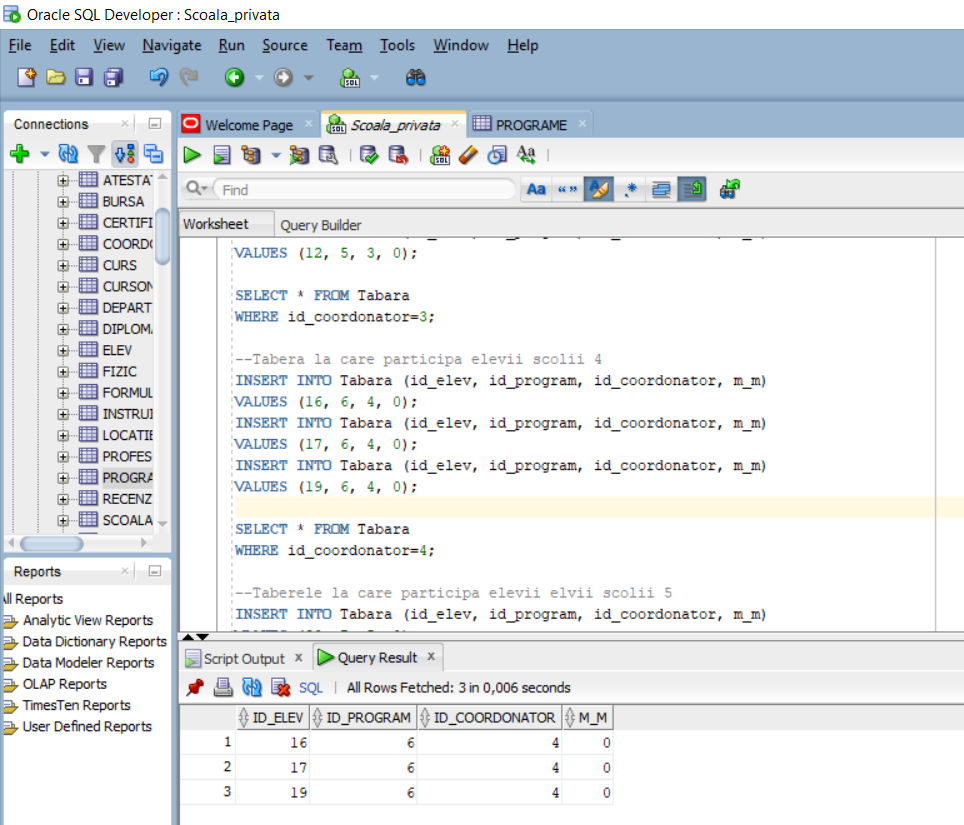 Oracle SQL Developer : Scoala_privata
File Edit View Navigate Run Source Team Tools Window Help
Connections
Welcome Page
Scoala_privata
PROGRAME
Find
Worksheet
Query Builder
ATESTAT
BURSA
CERTIFI
COORDO
CURS
CURSON
DEPART
DIPLOMA
ELEV
FIZIC
FORMUL
INSTRUI
LOCATIE
PROFES
PROGRA
RECENZ
SCOALA
VALUES (12, 5, 3, 0);
SELECT * FROM Tabara
WHERE id_coordonator=3;
--Tabera la care participa elevii scolii 4
INSERT INTO Tabara (id_elev, id_program, id_coordonator, m_m)
VALUES (16, 6, 4, 0);
INSERT INTO Tabara (id_elev, id_program, id_coordonator, m_m)
VALUES (17, 6, 4, 0);
INSERT INTO Tabara (id_elev, id_program, id_coordonator, m_m)
VALUES (19, 6, 4, 0);
SELECT * FROM Tabara
WHERE id_coordonator=4;
--Taberele la care participa elevii elvii scolii 5
INSERT INTO Tabara (id_elev, id_program, id_coordonator, m_m)
Reports
All Reports
Analytic View Reports
Data Dictionary Reports
Data Modeler Reports
OLAP Reports
TimesTen Reports
User Defined Reports
Script Output x
Query Result x
SQL | All Rows Fetched: 3 in 0,006 seconds
ID_ELEV ID_PROGRAM ID_COORDONATOR M_M
1 16 6 4 0
2 17 6 4 0
3 19 6 4 0